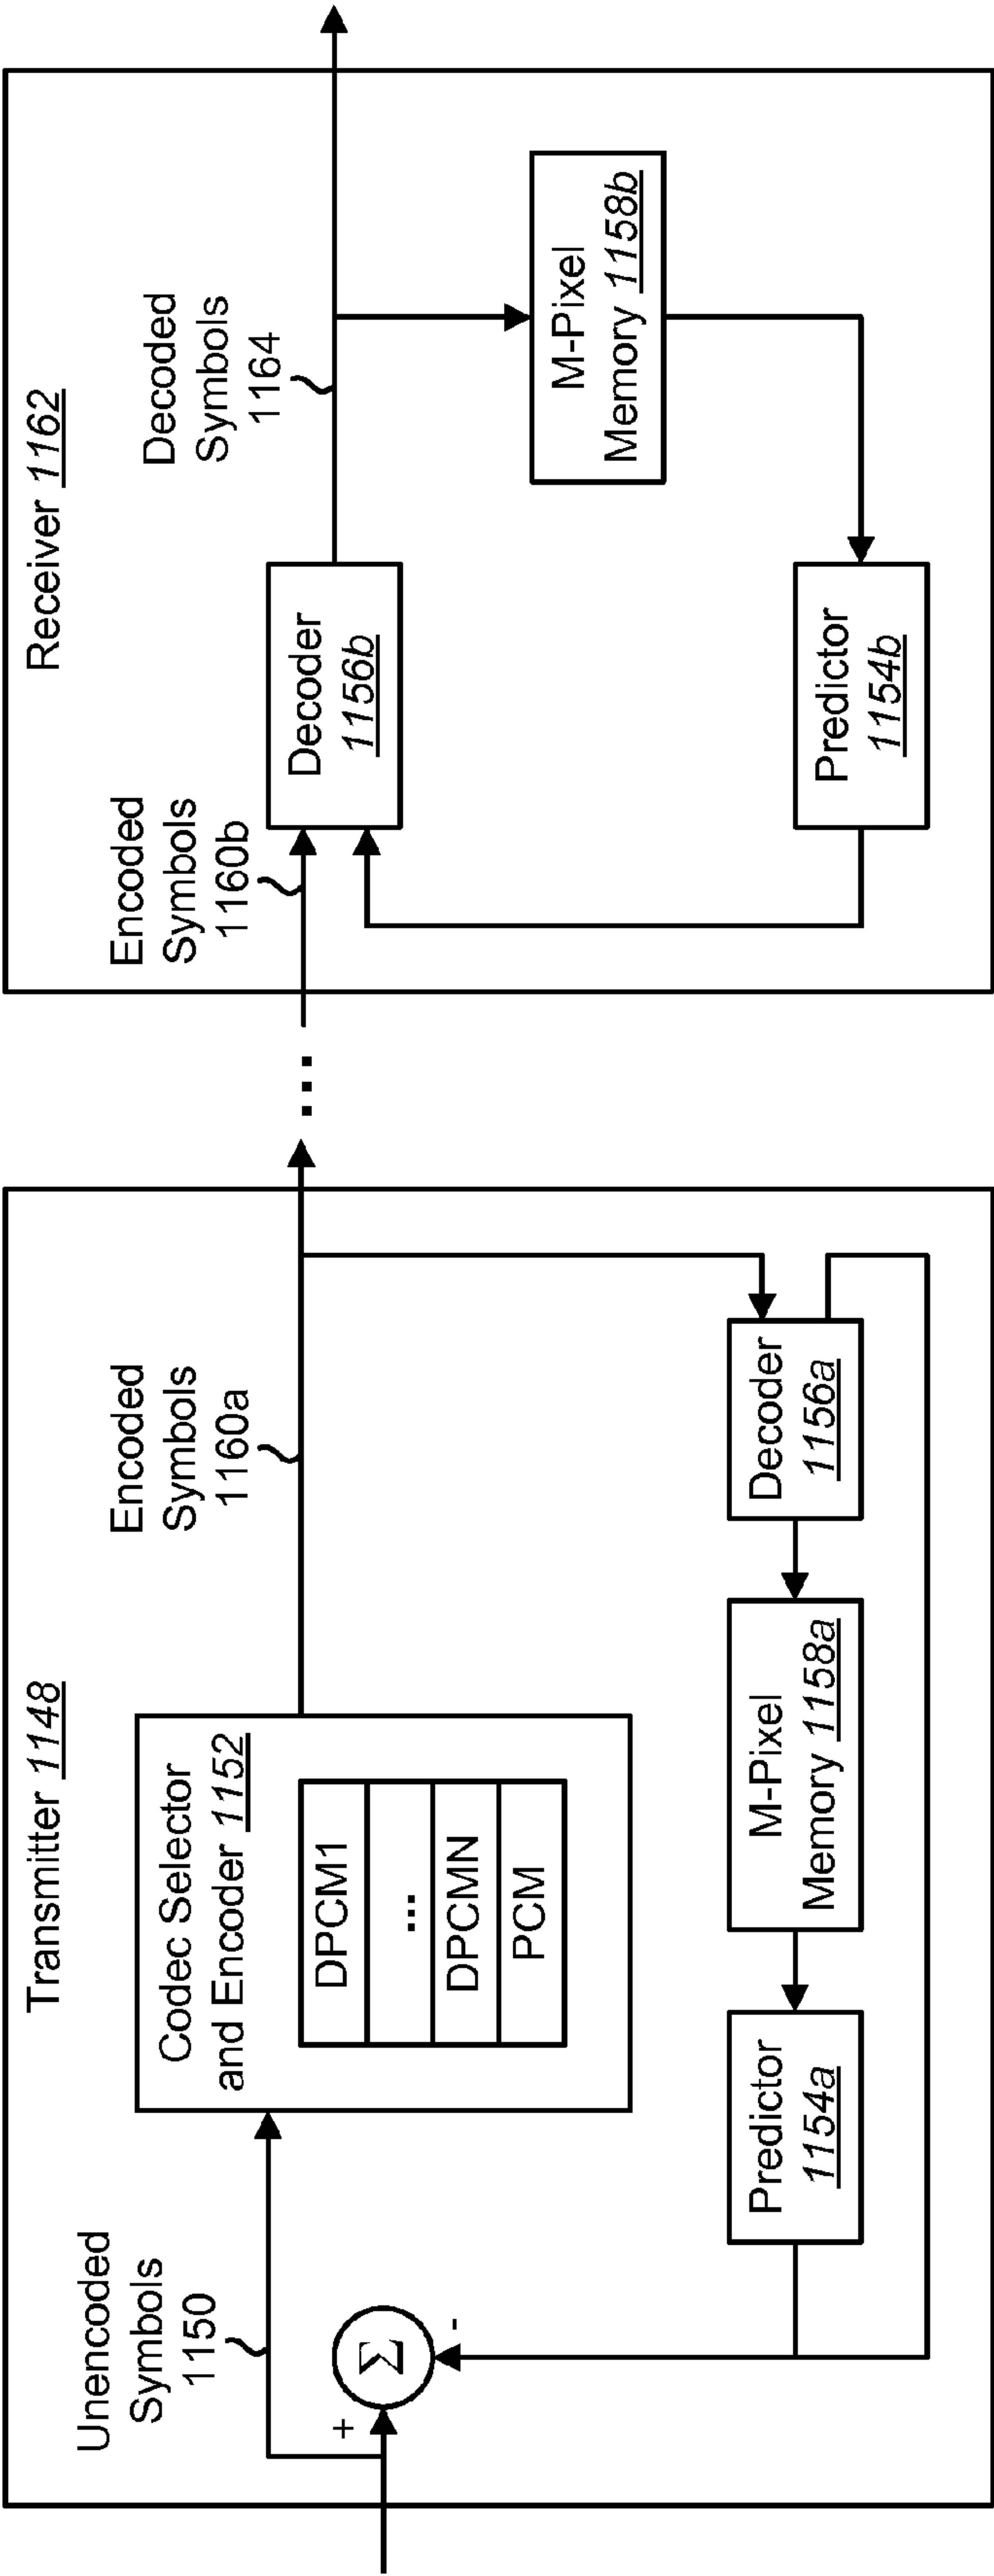 Transmitter 1148
Unencoded
Symbols
1150
+
Σ
-
Codec Selector
and Encoder 1152
DPCM1
...
DPCMN
PCM
Encoded
Symbols
1160a
Predictor
1154a
M-Pixel
Memory 1158a
Decoder
1156a
...
Receiver 1162
Encoded
Symbols
1160b
Decoder
1156b
Decoded
Symbols
1164
M-Pixel
Memory 1158b
Predictor
1154b